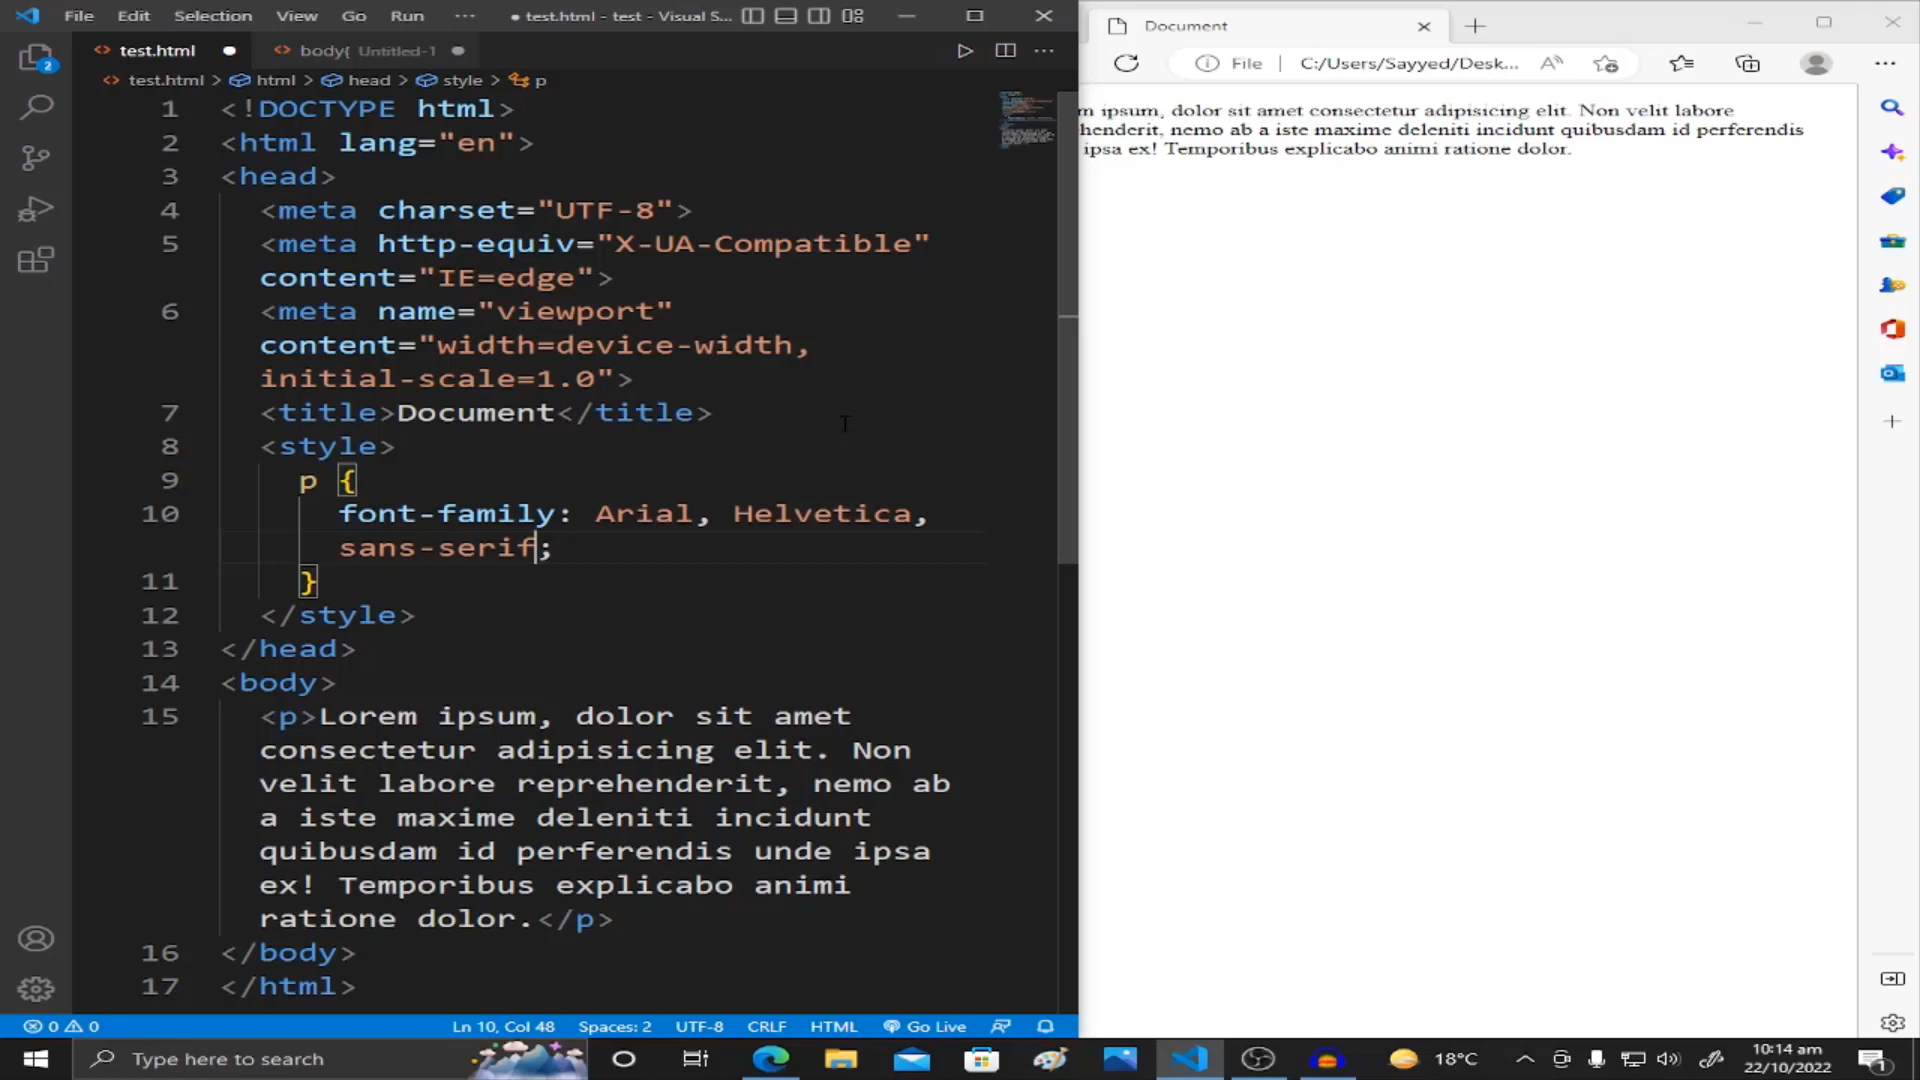 File Edit Selection View Go Run ··· ● test.html - test - Visual S...
test.html ● body{ Untitled-1 ●
test.html > html > head > style > p
1 <!DOCTYPE html>
2 <html lang="en">
3 <head>
4 <meta charset="UTF-8">
5 <meta http-equiv="X-UA-Compatible"
content="IE=edge">
6 <meta name="viewport"
content="width=device-width,
initial-scale=1.0">
7 <title>Document</title>
8 <style>
9 p {
10 font-family: Arial, Helvetica,
sans-serif;
11 }
12 </style>
13 </head>
14 <body>
15 <p>Lorem ipsum, dolor sit amet
consectetur adipisicing elit. Non
velit labore reprehenderit, nemo ab
a iste maxime deleniti incidunt
quibusdam id perferendis unde ipsa
ex! Temporibus explicabo animi
ratione dolor.</p>
16 </body>
17 </html>
2
0 0 Ln 10, Col 48 Spaces: 2 UTF-8 CRLF HTML Go Live
Document
File | C:/Users/Sayyed/Desk...
m ipsum, dolor sit amet consectetur adipisicing elit. Non velit labore
henderit, nemo ab a iste maxime deleniti incidunt quibusdam id perferendis
ipsa ex! Temporibus explicabo animi ratione dolor.
Type here to search
18°C
10:14 am
22/10/2022
1